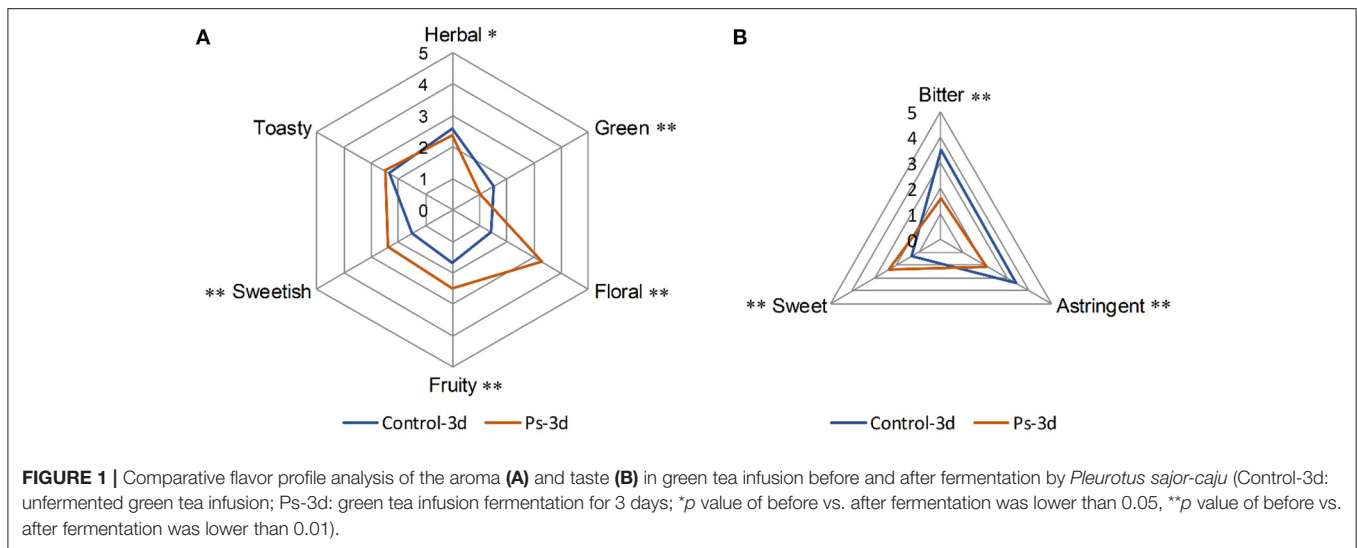 A
Herbal *
5
4
3
2
1
0
Toasty
Green **
** Sweetish
Floral **
Fruity **
Control-3d Ps-3d
B
Bitter **
5
4
3
2
1
0
** Sweet
Astringent **
Control-3d Ps-3d
FIGURE 1 | Comparative flavor profile analysis of the aroma (A) and taste (B) in green tea infusion before and after fermentation by Pleurotus sajor-caju (Control-3d:
unfermented green tea infusion; Ps-3d: green tea infusion fermentation for 3 days; *p value of before vs. after fermentation was lower than 0.05, **p value of before vs.
after fermentation was lower than 0.01).